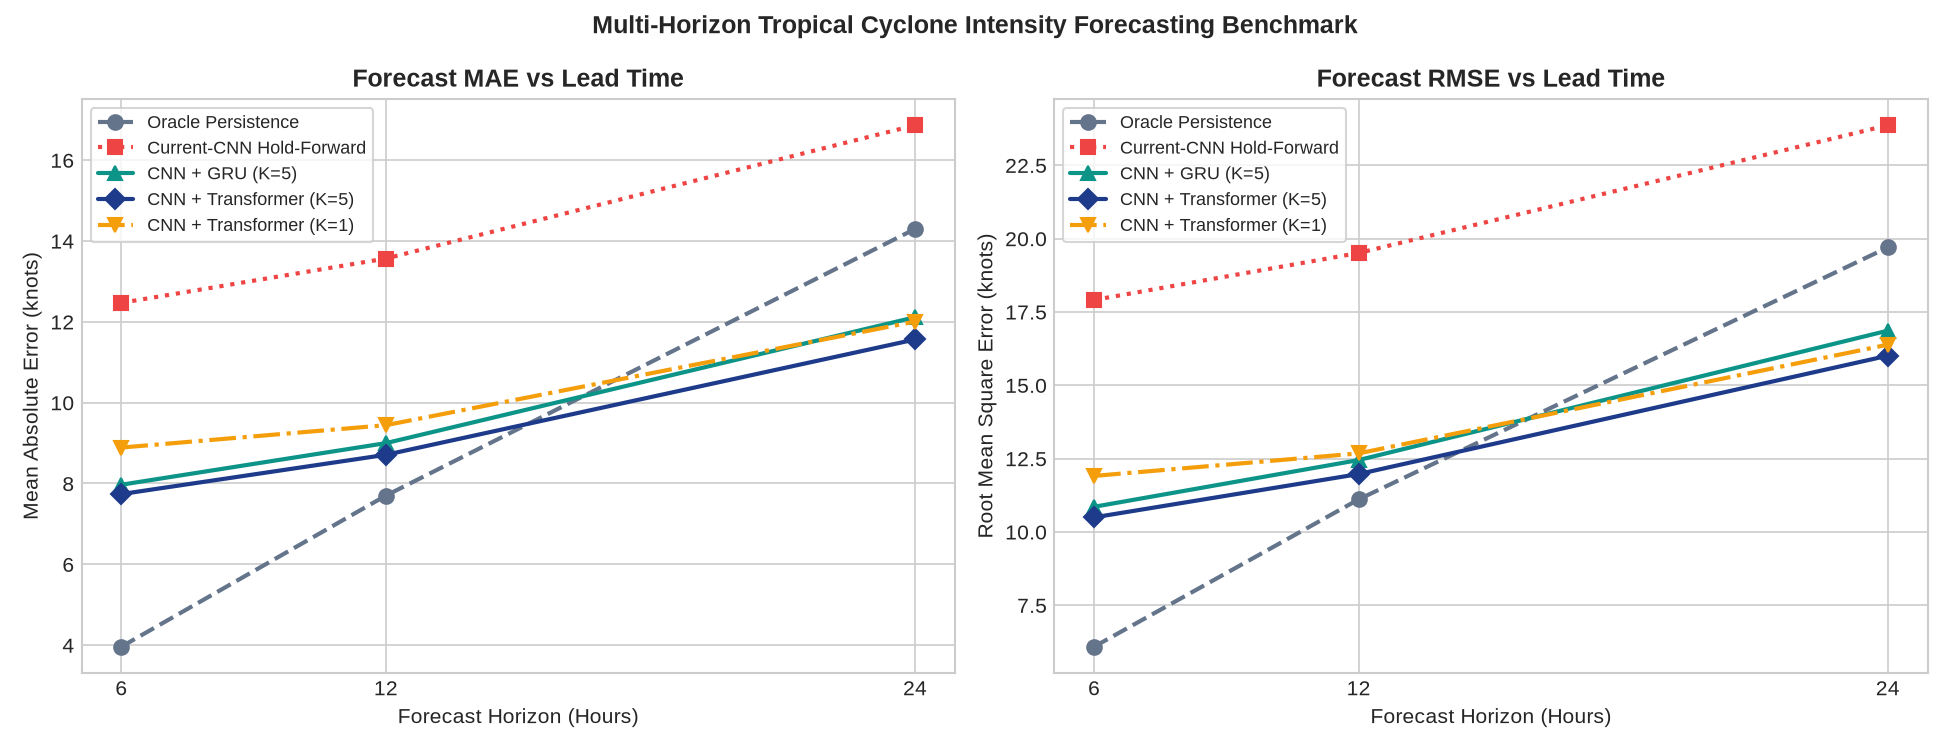 Multi-Horizon Tropical Cyclone Intensity Forecasting Benchmark
Forecast MAE vs Lead Time
Oracle Persistence
Current-CNN Hold-Forward
CNN + GRU (K=5)
CNN + Transformer (K=5)
CNN + Transformer (K=1)
Mean Absolute Error (knots)
16
14
12
10
8
6
4
6
12
24
Forecast Horizon (Hours)
Forecast RMSE vs Lead Time
Oracle Persistence
Current-CNN Hold-Forward
CNN + GRU (K=5)
CNN + Transformer (K=5)
CNN + Transformer (K=1)
Root Mean Square Error (knots)
22.5
20.0
17.5
15.0
12.5
10.0
7.5
6
12
24
Forecast Horizon (Hours)